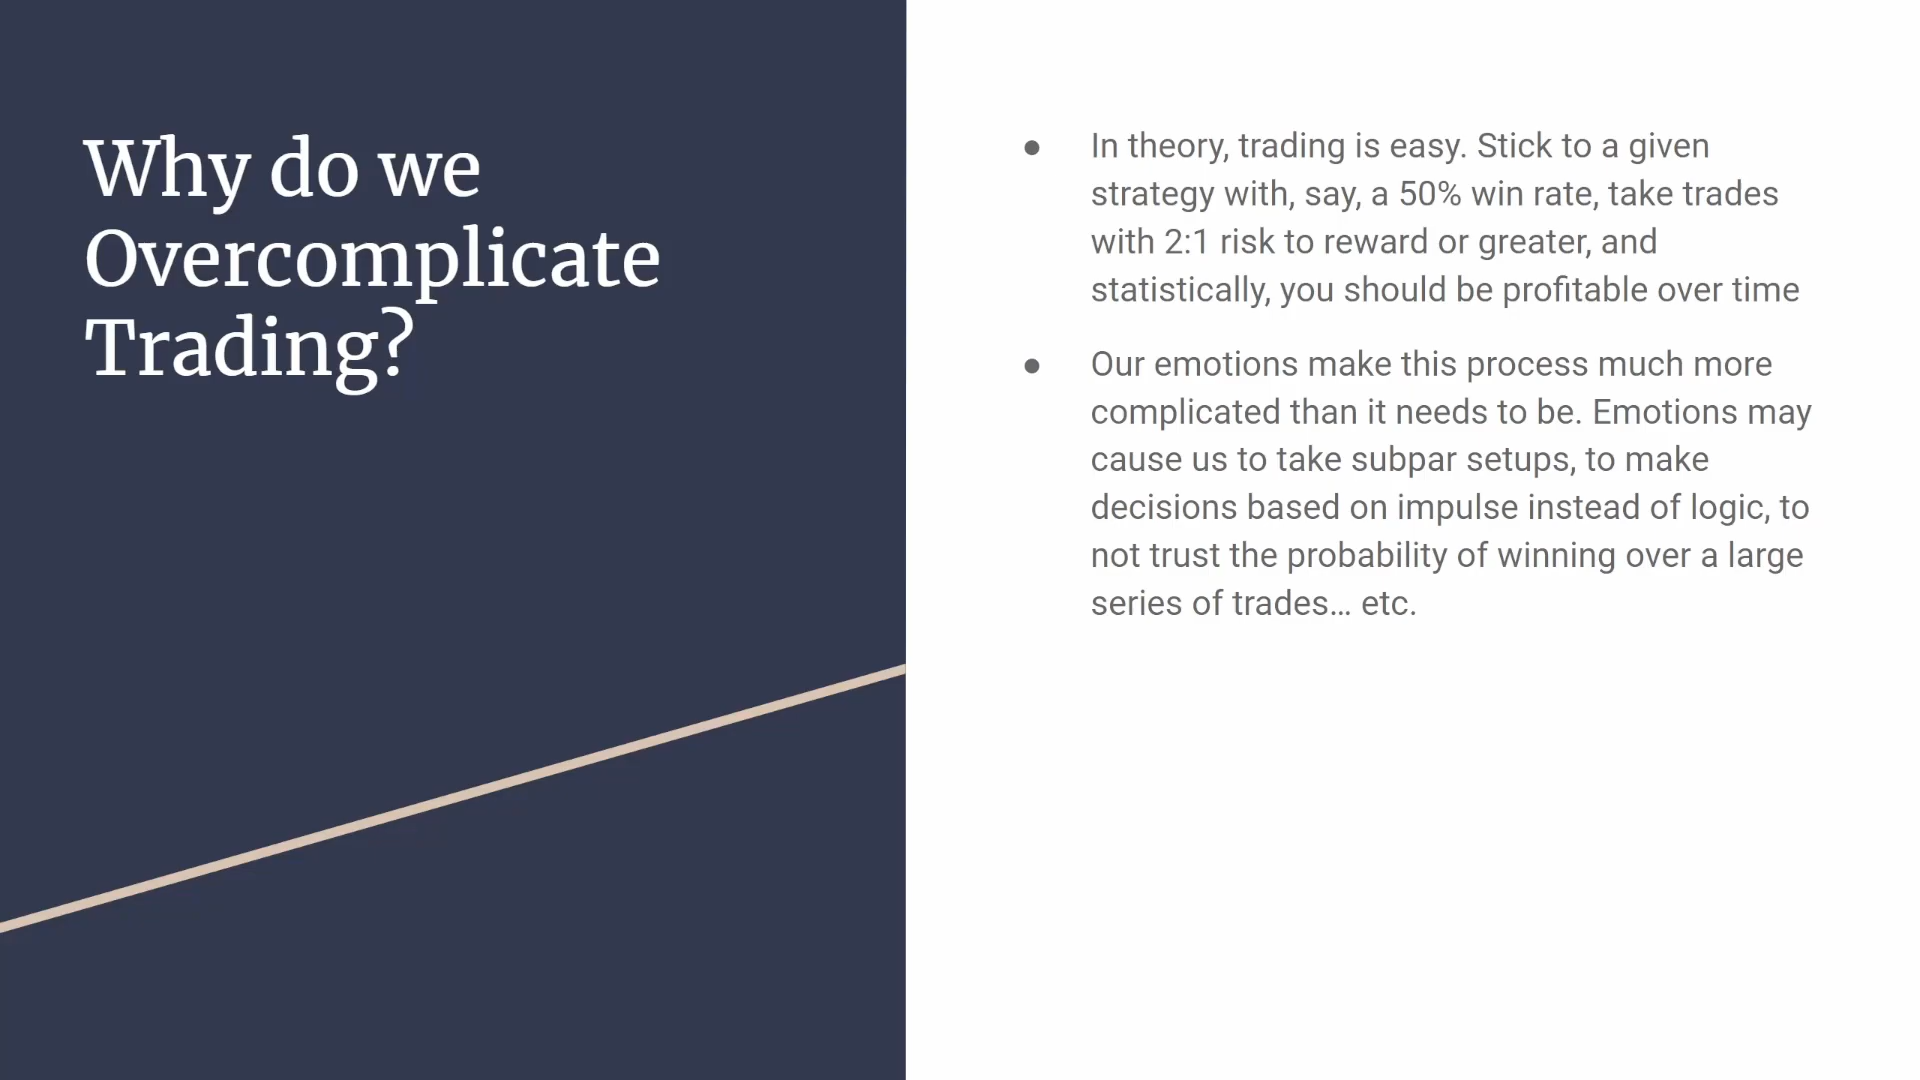 Why do we
Overcomplicate
Trading?
● In theory, trading is easy. Stick to a given
strategy with, say, a 50% win rate, take trades
with 2:1 risk to reward or greater, and
statistically, you should be profitable over time
● Our emotions make this process much more
complicated than it needs to be. Emotions may
cause us to take subpar setups, to make
decisions based on impulse instead of logic, to
not trust the probability of winning over a large
series of trades… etc.